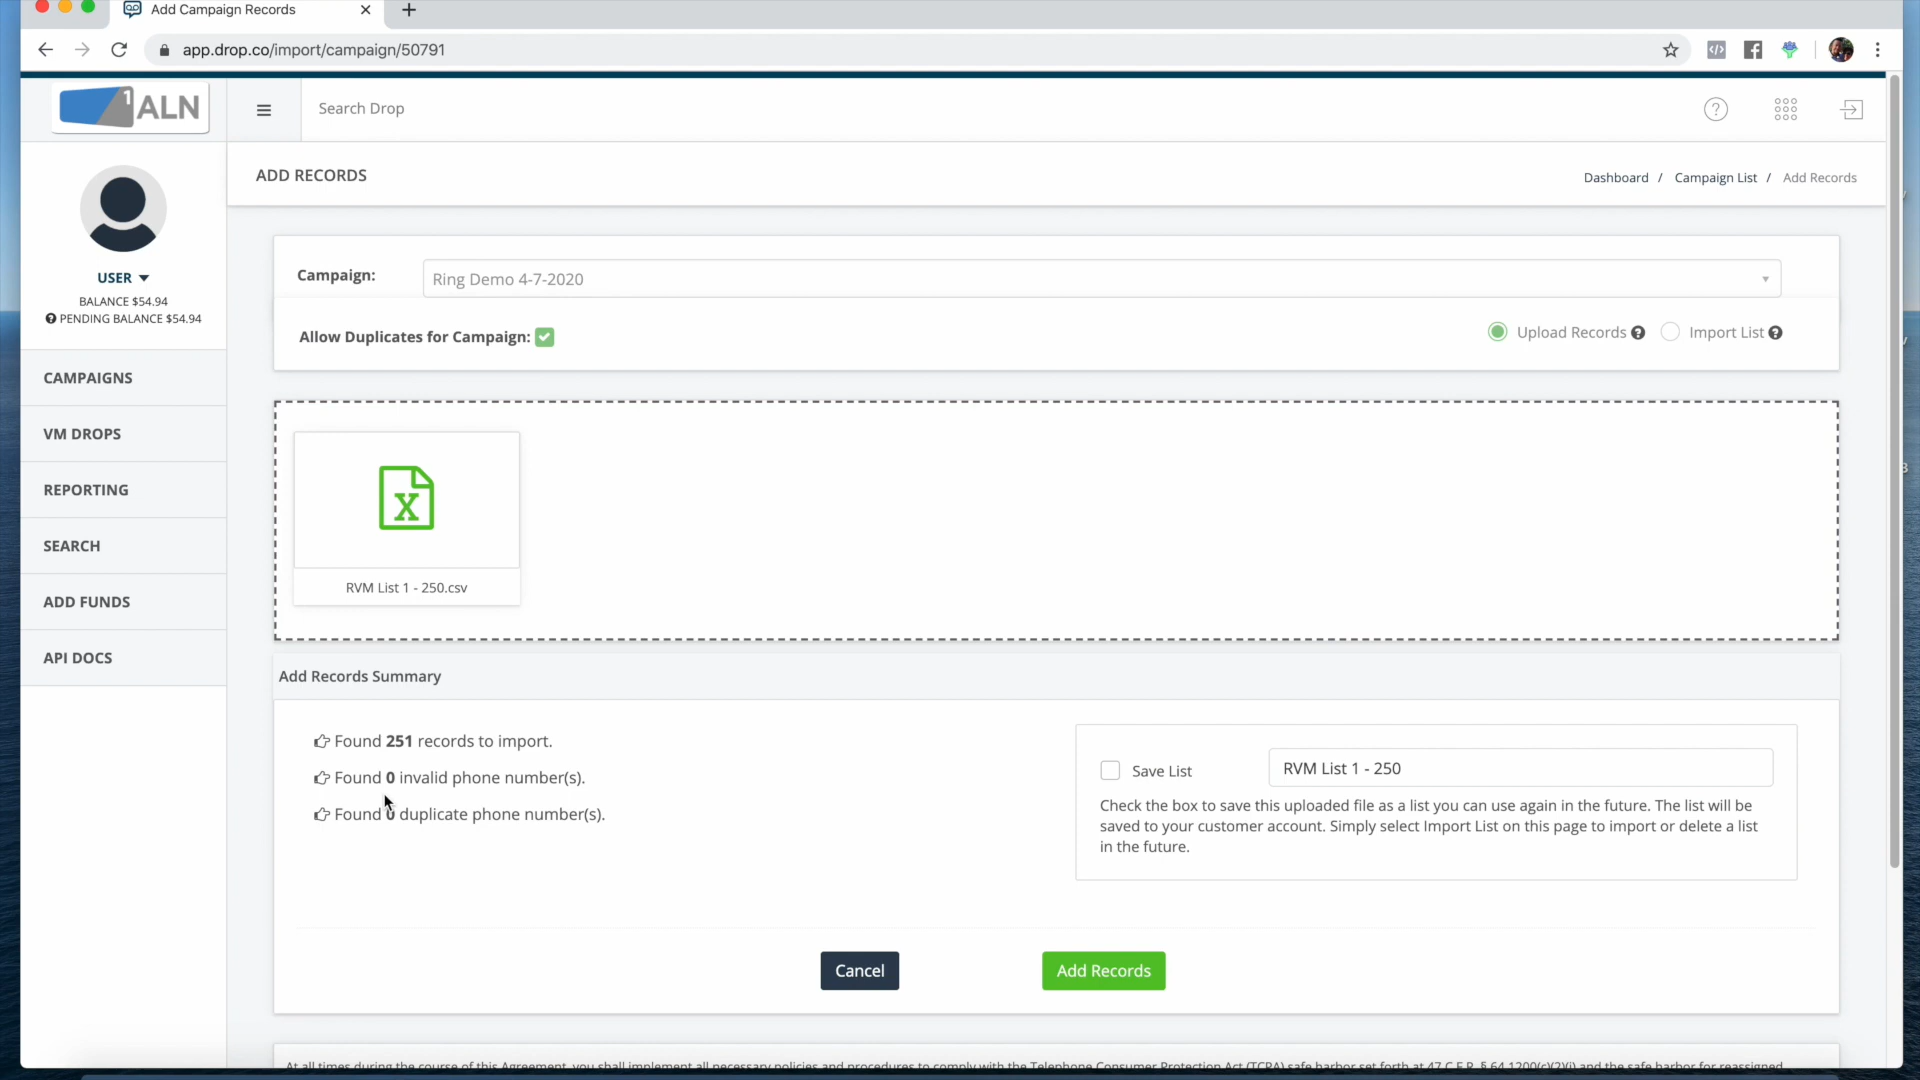 Add Campaign Records
app.drop.co/import/campaign/50791
1ALN
Search Drop
ADD RECORDS
Dashboard / Campaign List / Add Records
USER
BALANCE $54.94
PENDING BALANCE $54.94
CAMPAIGNS
VM DROPS
REPORTING
SEARCH
ADD FUNDS
API DOCS
Campaign: Ring Demo 4-7-2020
Allow Duplicates for Campaign: Upload Records Import List
RVM List 1 - 250.csv
Add Records Summary
Found 251 records to import.
Found 0 invalid phone number(s).
Found 0 duplicate phone number(s).
Save List RVM List 1 - 250
Check the box to save this uploaded file as a list you can use again in the future. The list will be
saved to your customer account. Simply select Import List on this page to import or delete a list
in the future.
Cancel Add Records
At all times during the course of this Agreement, you shall implement all necessary policies and procedures to comply with the Telephone Consumer Protection Act (TCPA) safe harbor set forth at 47 C.F.R. § 64.1200(c)(2)(i) and the safe harbor for reassigned